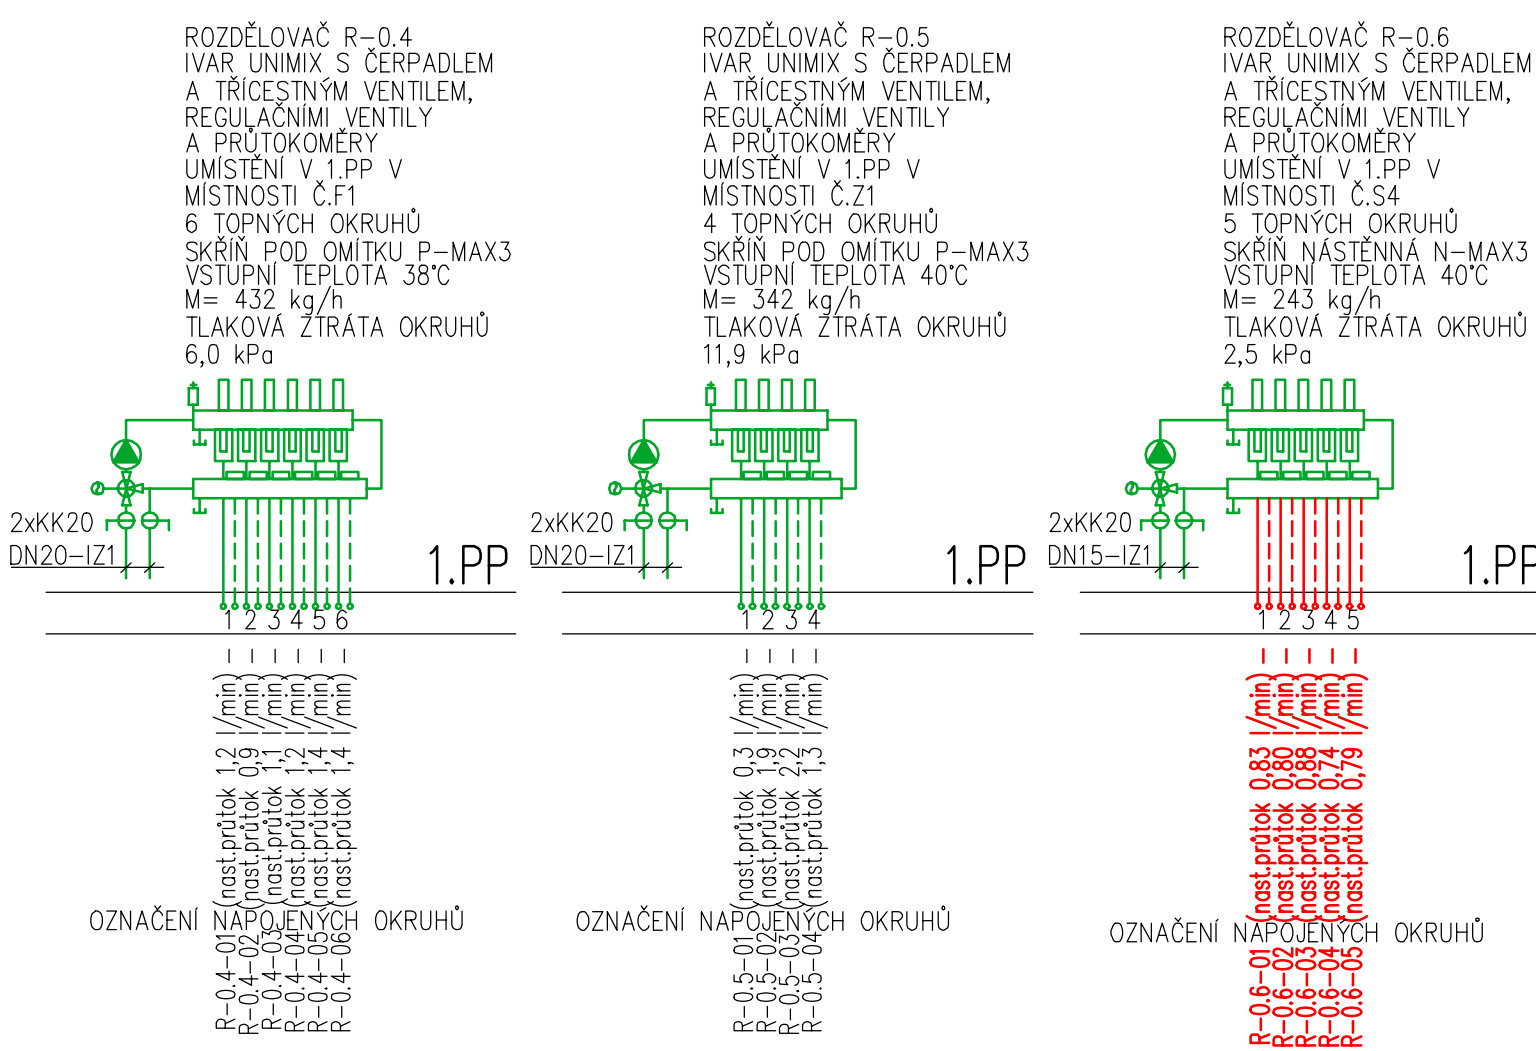 ROZDĚLOVAČ R-0.4
IVAR UNIMIX S ČERPADLEM
A TŘÍCESTNÝM VENTILEM,
REGULAČNÍMI VENTILY
A PRŮTOKOMĚRY
UMÍSTĚNÍ V 1.PP V
MÍSTNOSTI Č.F1
6 TOPNÝCH OKRUHŮ
SKŘÍŇ POD OMÍTKU P-MAX3
VSTUPNÍ TEPLOTA 38°C
M= 432 kg/h
TLAKOVÁ ZTRÁTA OKRUHŮ
6,0 kPa
2xKK20
DN20-IZ1
1.PP
1 2 3 4 5 6
R-0.4-01 (nast.průtok 1,2 l/min) -
R-0.4-02 (nast.průtok 0,9 l/min) -
R-0.4-03 (nast.průtok 1,1 l/min) -
R-0.4-04 (nast.průtok 1,2 l/min) -
R-0.4-05 (nast.průtok 1,4 l/min) -
R-0.4-06 (nast.průtok 1,4 l/min) -
OZNAČENÍ NAPOJENÝCH OKRUHŮ
ROZDĚLOVAČ R-0.5
IVAR UNIMIX S ČERPADLEM
A TŘÍCESTNÝM VENTILEM,
REGULAČNÍMI VENTILY
A PRŮTOKOMĚRY
UMÍSTĚNÍ V 1.PP V
MÍSTNOSTI Č.Z1
4 TOPNÝCH OKRUHŮ
SKŘÍŇ POD OMÍTKU P-MAX3
VSTUPNÍ TEPLOTA 40°C
M= 342 kg/h
TLAKOVÁ ZTRÁTA OKRUHŮ
11,9 kPa
2xKK20
DN20-IZ1
1.PP
1 2 3 4
R-0.5-01 (nast.průtok 0,3 l/min) -
R-0.5-02 (nast.průtok 1,9 l/min) -
R-0.5-03 (nast.průtok 2,2 l/min) -
R-0.5-04 (nast.průtok 1,3 l/min) -
OZNAČENÍ NAPOJENÝCH OKRUHŮ
ROZDĚLOVAČ R-0.6
IVAR UNIMIX S ČERPADLEM
A TŘÍCESTNÝM VENTILEM,
REGULAČNÍMI VENTILY
A PRŮTOKOMĚRY
UMÍSTĚNÍ V 1.PP V
MÍSTNOSTI Č.S4
5 TOPNÝCH OKRUHŮ
SKŘÍŇ NÁSTĚNNÁ N-MAX3
VSTUPNÍ TEPLOTA 40°C
M= 243 kg/h
TLAKOVÁ ZTRÁTA OKRUHŮ
2,5 kPa
2xKK20
DN15-IZ1
1.PP
1 2 3 4 5
R-0.6-01 (nast.průtok 0,83 l/min) -
R-0.6-02 (nast.průtok 0,80 l/min) -
R-0.6-03 (nast.průtok 0,88 l/min) -
R-0.6-04 (nast.průtok 0,74 l/min) -
R-0.6-05 (nast.průtok 0,79 l/min) -
OZNAČENÍ NAPOJENÝCH OKRUHŮ